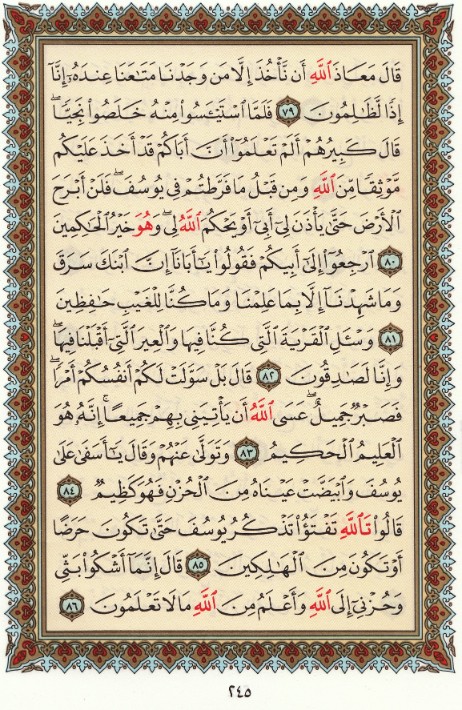 قَالَ مَعَاذَ ٱللَّهِ أَن نَّأْخُذَ إِلَّا مَن وَجَدْنَا مَتَٰعَنَا عِندَهُۥٓ إِنَّآ
إِذًا لَّظَٰلِمُونَ ٧٩ فَلَمَّا ٱسْتَيْـَٔسُوا۟ مِنْهُ خَلَصُوا۟ نَجِيًّا ۖ
قَالَ كَبِيرُهُمْ أَلَمْ تَعْلَمُوٓا۟ أَنَّ أَبَاكُمْ قَدْ أَخَذَ عَلَيْكُم
مَّوْثِقًا مِّنَ ٱللَّهِ وَمِن قَبْلُ مَا فَرَّطتُمْ فِى يُوسُفَ ۖ فَلَنْ أَبْرَحَ
ٱلْأَرْضَ حَتَّىٰ يَأْذَنَ لِىٓ أَبِىٓ أَوْ يَحْكُمَ ٱللَّهُ لِى ۖ وَهُوَ خَيْرُ ٱلْحَٰكِمِينَ
٨٠ ٱرْجِعُوٓا۟ إِلَىٰٓ أَبِيكُمْ فَقُولُوا۟ يَٰٓأَبَانَآ إِنَّ ٱبْنَكَ سَرَقَ
وَمَا شَهِدْنَآ إِلَّا بِمَا عَلِمْنَا وَمَا كُنَّا لِلْغَيْبِ حَٰفِظِينَ
٨١ وَسْـَٔلِ ٱلْقَرْيَةَ ٱلَّتِى كُنَّا فِيهَا وَٱلْعِيرَ ٱلَّتِىٓ أَقْبَلْنَا فِيهَا ۖ
وَإِنَّا لَصَٰدِقُونَ ٨٢ قَالَ بَلْ سَوَّلَتْ لَكُمْ أَنفُسُكُمْ أَمْرًا ۖ
فَصَبْرٌ جَمِيلٌ ۖ عَسَى ٱللَّهُ أَن يَأْتِيَنِى بِهِمْ جَمِيعًا ۚ إِنَّهُۥ هُوَ
ٱلْعَلِيمُ ٱلْحَكِيمُ ٨٣ وَتَوَلَّىٰ عَنْهُمْ وَقَالَ يَٰٓأَسَفَىٰ عَلَىٰ
يُوسُفَ وَٱبْيَضَّتْ عَيْنَاهُ مِنَ ٱلْحُزْنِ فَهُوَ كَظِيمٌ ٨٤
قَالُوا۟ تَٱللَّهِ تَفْتَؤُا۟ تَذْكُرُ يُوسُفَ حَتَّىٰ تَكُونَ حَرَضًا
أَوْ تَكُونَ مِنَ ٱلْهَٰلِكِينَ ٨٥ قَالَ إِنَّمَآ أَشْكُوا۟ بَثِّى
وَحُزْنِىٓ إِلَى ٱللَّهِ وَأَعْلَمُ مِنَ ٱللَّهِ مَا لَا تَعْلَمُونَ ٨٦
٢٤٥